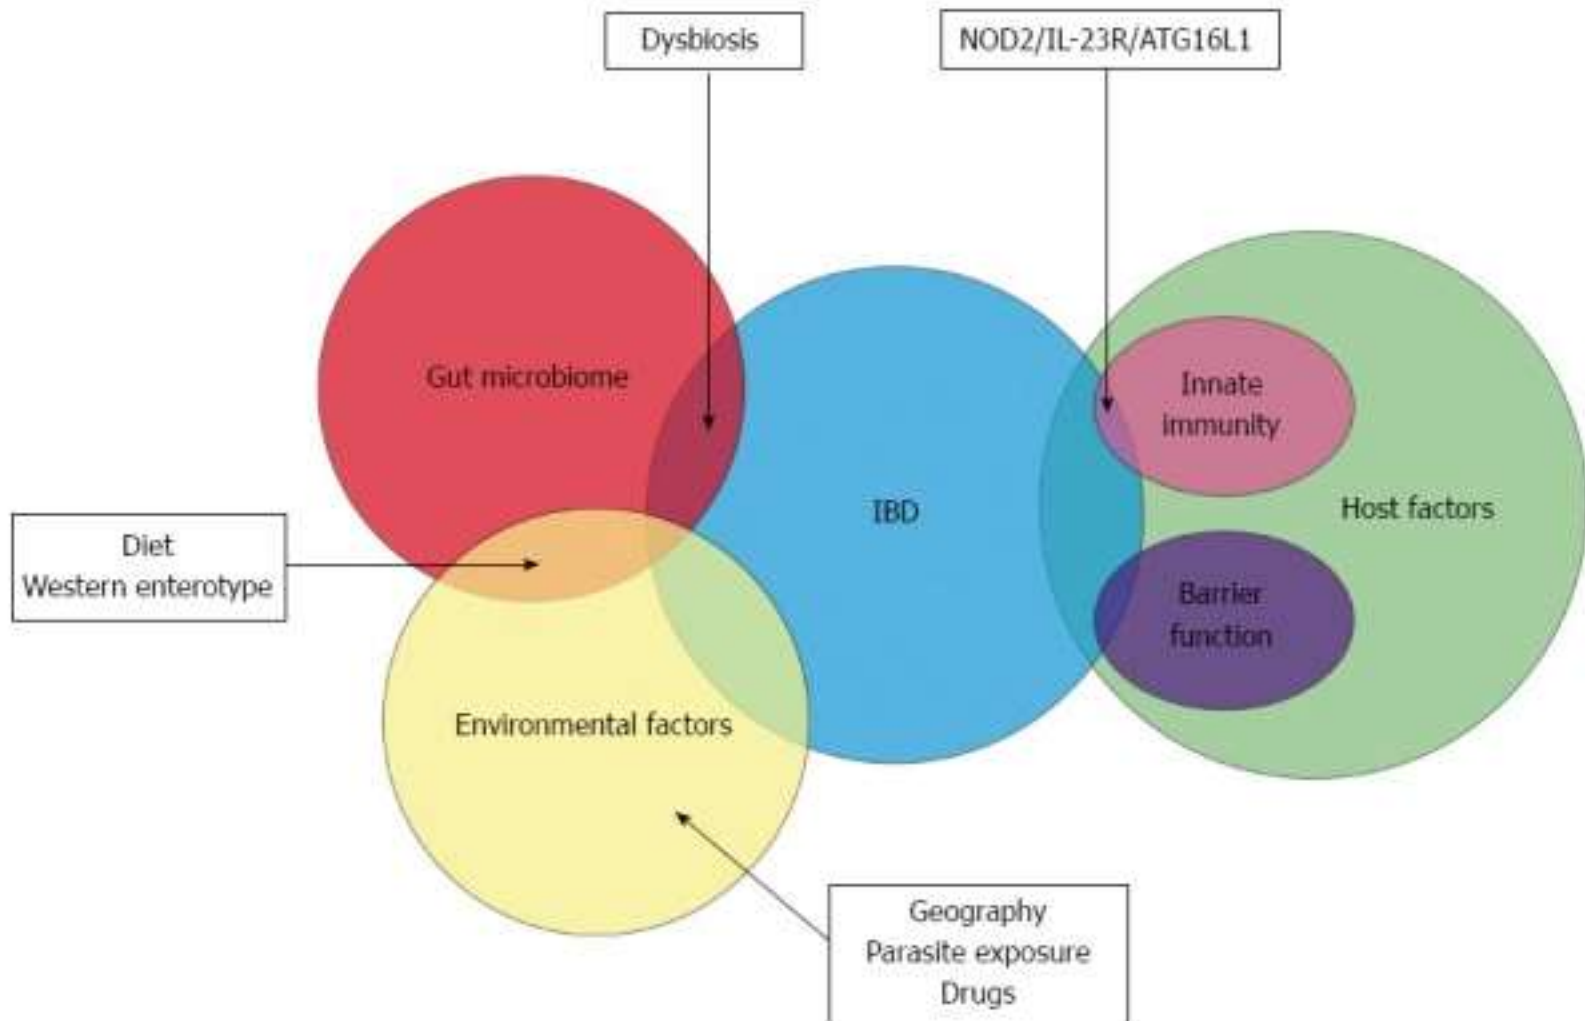 Dysbiosis
NOD2/IL-23R/ATG16L1
Gut microbiome
Innate
immunity
IBD
Host factors
Diet
Western enterotype
Barrier
function
Environmental factors
Geography
Parasite exposure
Drugs